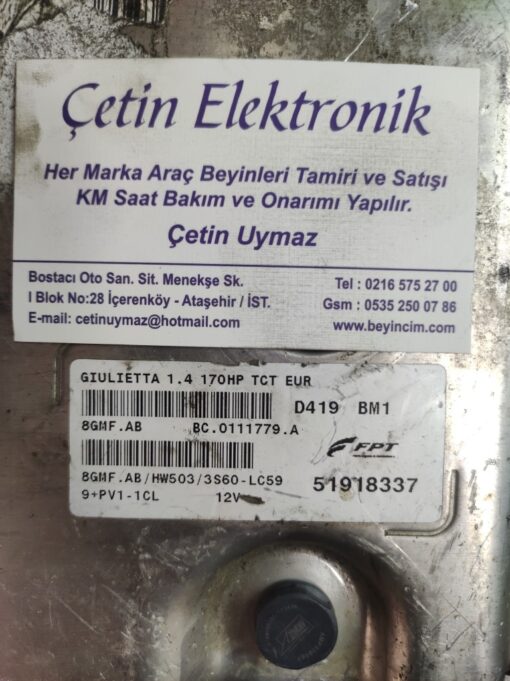 Çetin Elektronik
Her Marka Araç Beyinleri Tamiri ve Satışı
KM Saat Bakım ve Onarımı Yapılır.
Çetin Uymaz
Bostacı Oto San. Sit. Menekşe Sk.
I Blok No:28 İçerenköy - Ataşehir / İST.
E-mail: cetinuymaz@hotmail.com
Tel : 0216 575 27 00
Gsm : 0535 250 07 86
www.beyincim.com
GIULIETTA 1.4 170HP TCT EUR
D419 BM1
8GMF.AB BC.0111779.A
FPT
8GMF.AB/HW503/3S60-LC59
51918337
9+PV1-1CL 12V